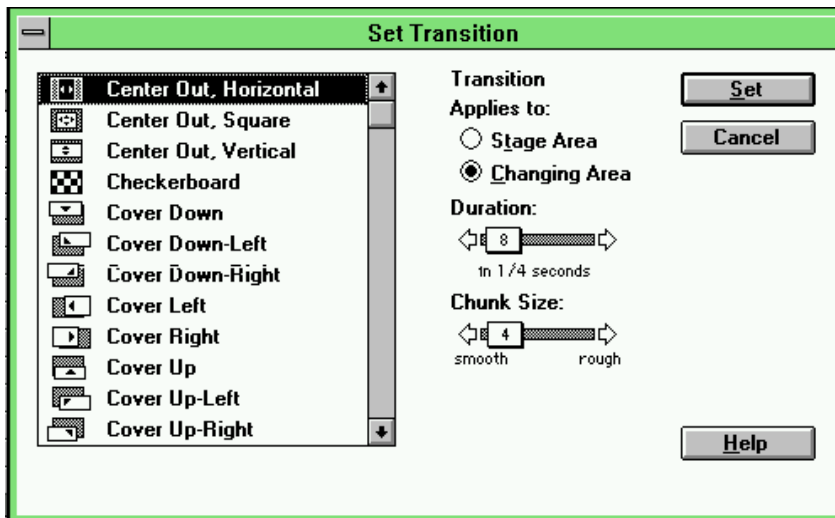 Set Transition
Center Out, Horizontal
Center Out, Square
Center Out, Vertical
Checkerboard
Cover Down
Cover Down-Left
Cover Down-Right
Cover Left
Cover Right
Cover Up
Cover Up-Left
Cover Up-Right
Transition
Applies to:
Stage Area
Changing Area
Duration:
8
in 1/4 seconds
Chunk Size:
4
smooth rough
Set
Cancel
Help